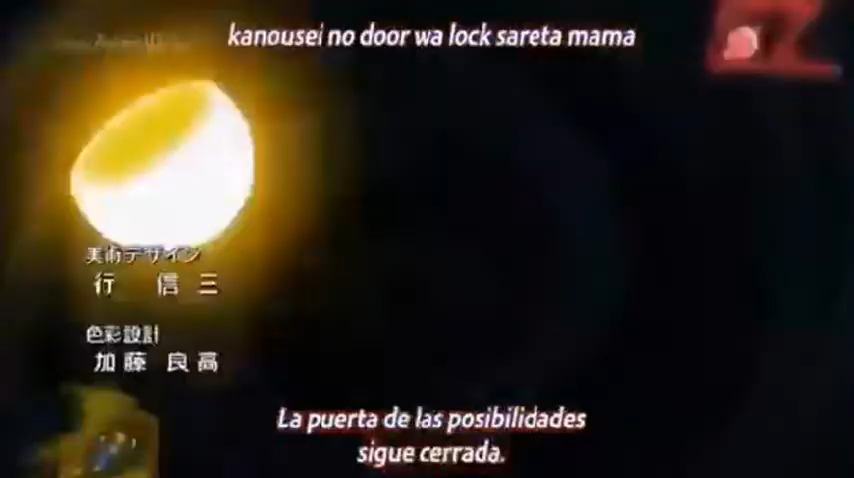 kanousei no door wa lock sareta mama
美術デザイン
行 信三
色彩設計
加藤 良高
La puerta de las posibilidades
sigue cerrada.